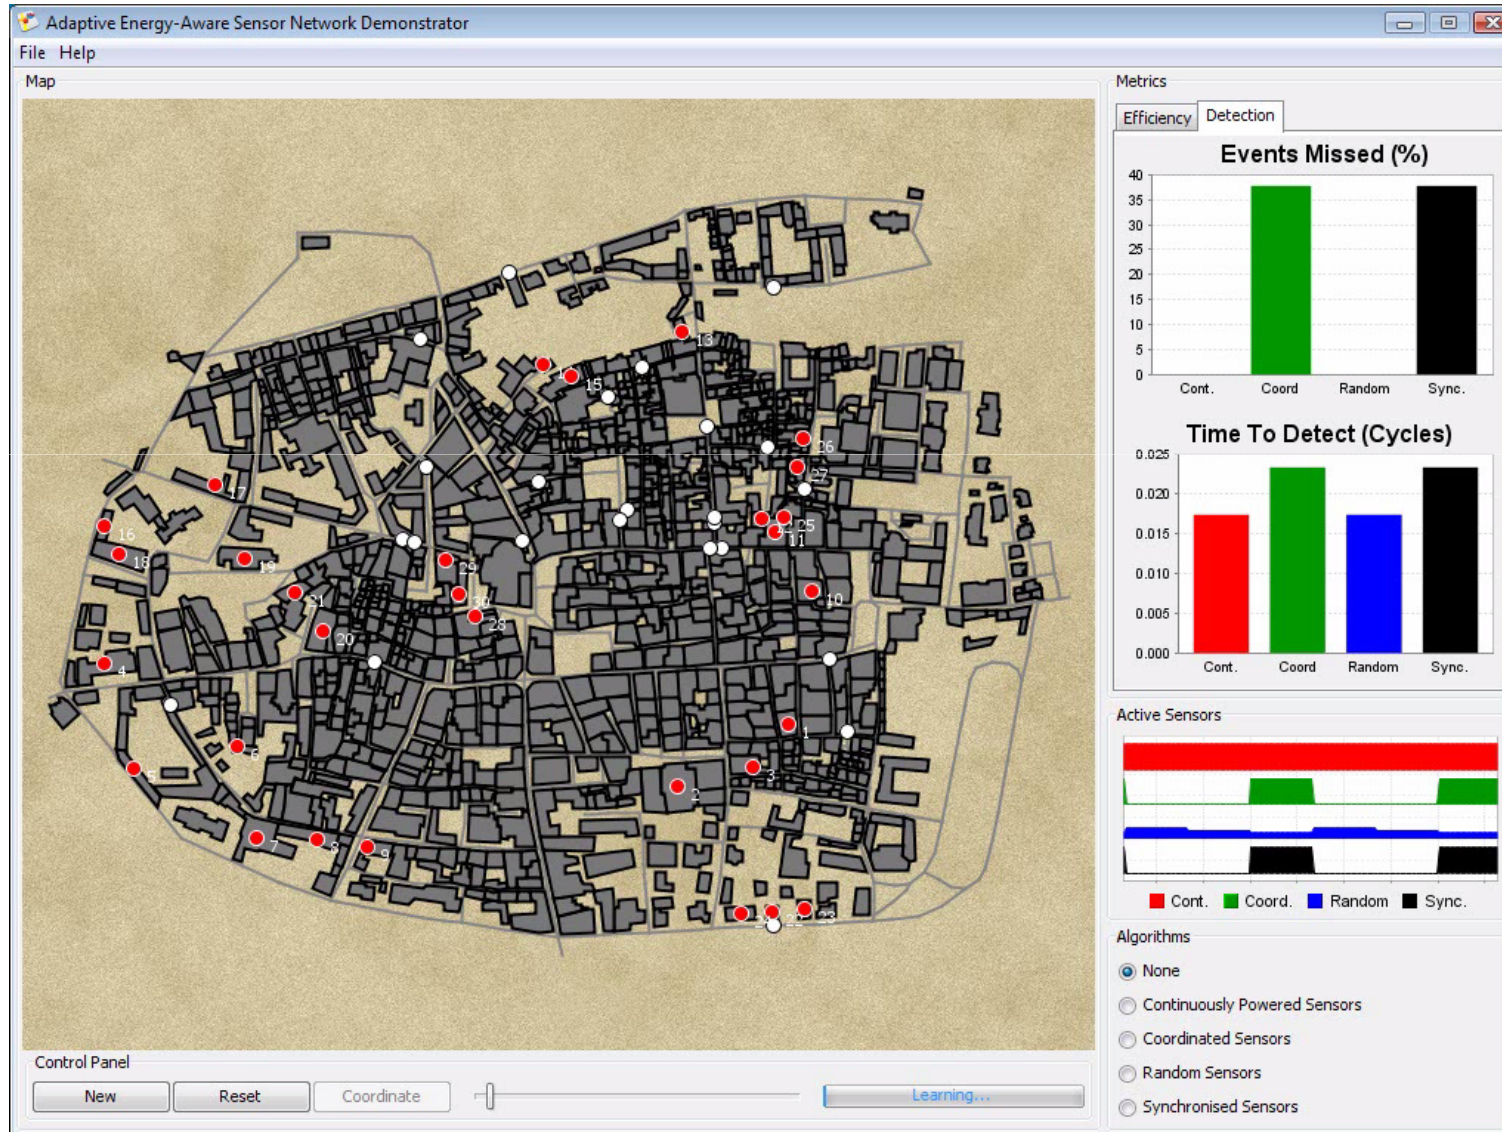 Adaptive Energy-Aware Sensor Network Demonstrator
File Help
Map
13
15
26
27
17
25
11
16
18
19
29
21
30
10
28
20
4
1
6
5
3
2
7
8
9
22
23
Control Panel
New Reset Coordinate Learning...
Metrics
Efficiency Detection
Events Missed (%)
40
35
30
25
20
15
10
5
0
Cont. Coord Random Sync.
Time To Detect (Cycles)
0.025
0.020
0.015
0.010
0.005
0.000
Cont. Coord Random Sync.
Active Sensors
Cont. Coord. Random Sync.
Algorithms
None
Continuously Powered Sensors
Coordinated Sensors
Random Sensors
Synchronised Sensors